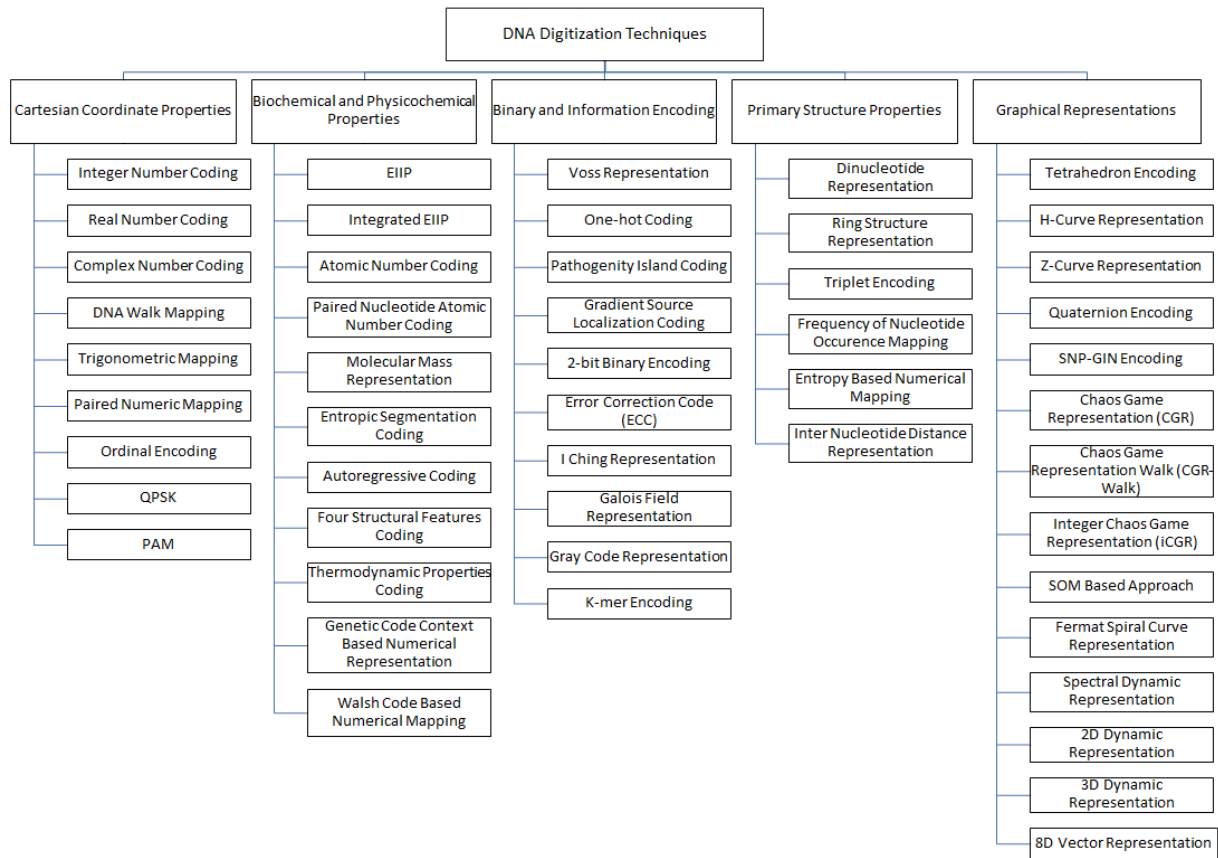 DNA Digitization Techniques
Cartesian Coordinate Properties
Integer Number Coding
Real Number Coding
Complex Number Coding
DNA Walk Mapping
Trigonometric Mapping
Paired Numeric Mapping
Ordinal Encoding
QPSK
PAM
Biochemical and Physicochemical
Properties
EIIP
Integrated EIIP
Atomic Number Coding
Paired Nucleotide Atomic
Number Coding
Molecular Mass
Representation
Entropic Segmentation
Coding
Autoregressive Coding
Four Structural Features
Coding
Thermodynamic Properties
Coding
Genetic Code Context
Based Numerical
Representation
Walsh Code Based
Numerical Mapping
Binary and Information Encoding
Voss Representation
One-hot Coding
Pathogenity Island Coding
Gradient Source
Localization Coding
2-bit Binary Encoding
Error Correction Code
(ECC)
I Ching Representation
Galois Field
Representation
Gray Code Representation
K-mer Encoding
Primary Structure Properties
Dinucleotide
Representation
Ring Structure
Representation
Triplet Encoding
Frequency of Nucleotide
Occurence Mapping
Entropy Based Numerical
Mapping
Inter Nucleotide Distance
Representation
Graphical Representations
Tetrahedron Encoding
H-Curve Representation
Z-Curve Representation
Quaternion Encoding
SNP-GIN Encoding
Chaos Game
Representation (CGR)
Chaos Game
Representation Walk (CGR-
Walk)
Integer Chaos Game
Representation (iCGR)
SOM Based Approach
Fermat Spiral Curve
Representation
Spectral Dynamic
Representation
2D Dynamic
Representation
3D Dynamic
Representation
8D Vector Representation